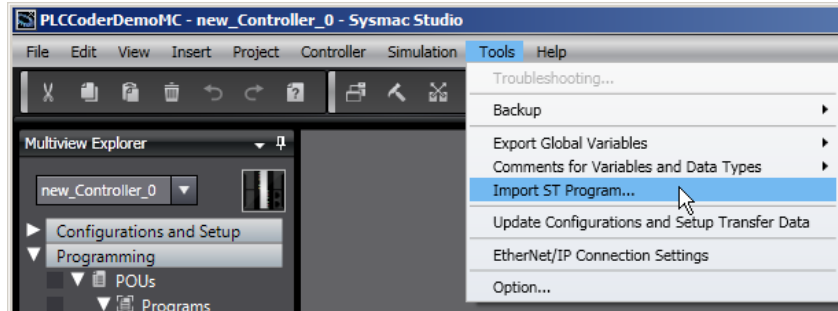 PLCCoderDemoMC - new_Controller_0 - Sysmac Studio
File Edit View Insert Project Controller Simulation Tools Help
Troubleshooting...
Backup
Export Global Variables
Comments for Variables and Data Types
Import ST Program...
Update Configurations and Setup Transfer Data
EtherNet/IP Connection Settings
Option...
Multiview Explorer
new_Controller_0
Configurations and Setup
Programming
POUs
Programs